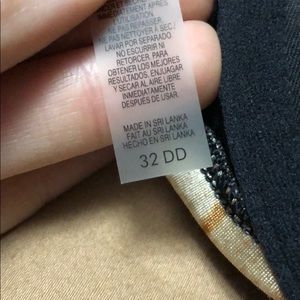 IMMÉDIATEMENT APRÈS
L'UTILISATION.
NE PAS REPASSER.
NE PAS NETTOYER À SEC /
LAVAR POR SEPARADO.
NO ESCURRIR NI
RETORCER. PARA
OBTENER LOS MEJORES
RESULTADOS, ENJUAGAR
Y SECAR AL AIRE LIBRE
INMEDIATAMENTE
DESPUÉS DE USAR.
MADE IN SRI LANKA
FAIT AU SRI LANKA
HECHO EN SRI LANKA
32 DD